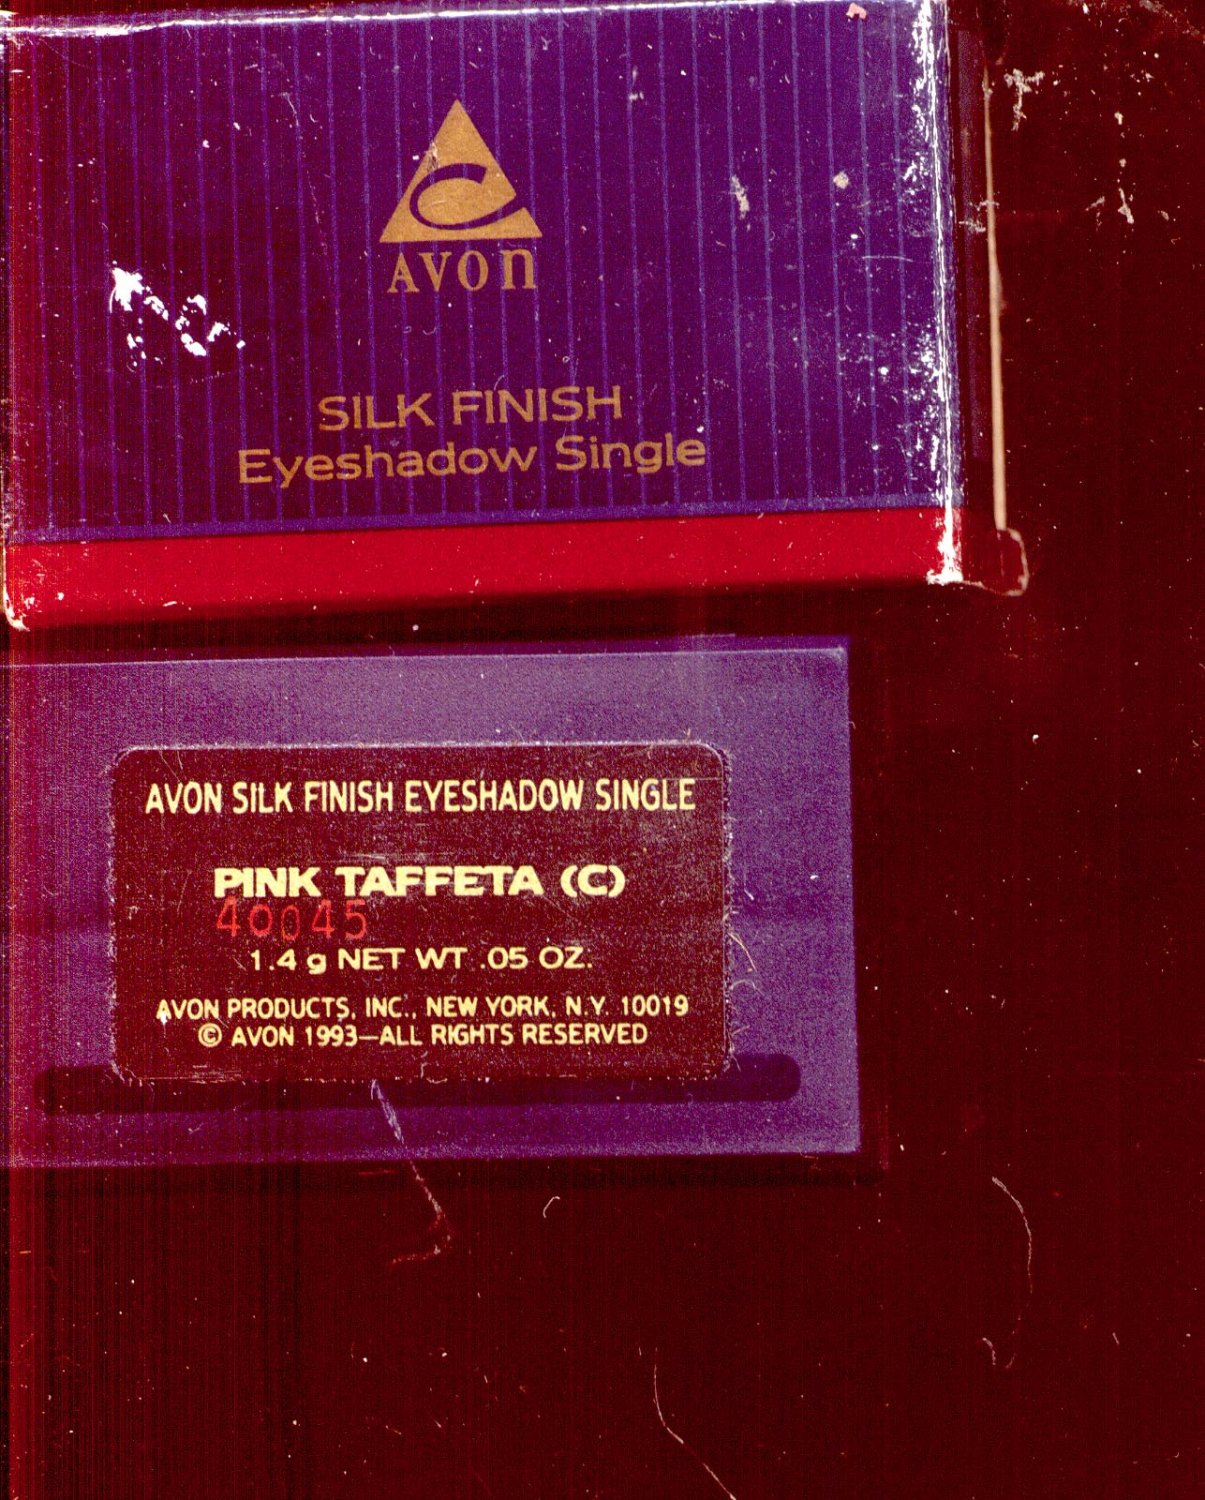 AVON
SILK FINISH
Eyeshadow Single
AVON SILK FINISH EYESHADOW SINGLE
PINK TAFFETA (C)
40045
1.4 g NET WT .05 OZ.
AVON PRODUCTS, INC., NEW YORK, N.Y. 10019
© AVON 1993—ALL RIGHTS RESERVED